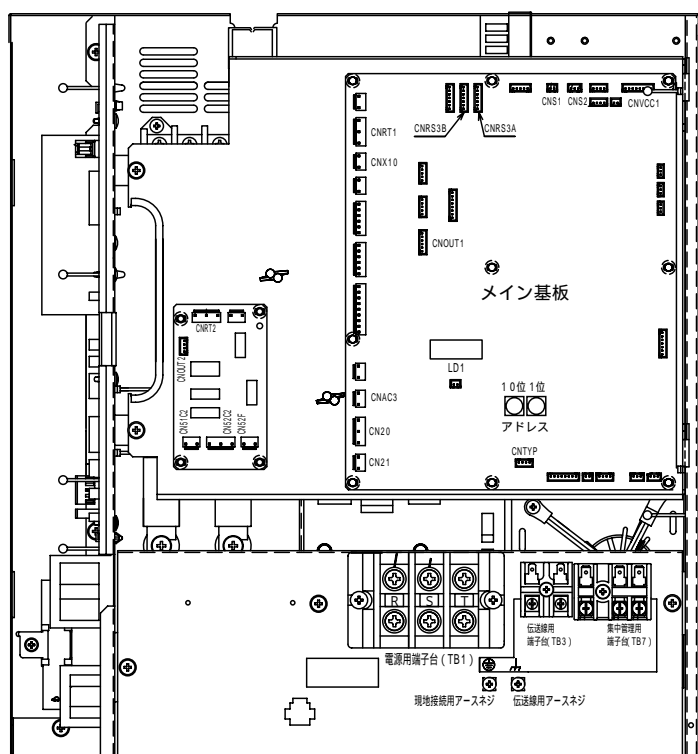 CNS1 CNS2 CNVCC1
CNRS3B CNRS3A
CNRT1
CNX10
CNOUT1
メイン基板
CNRT2
CNOUT2
CN51C2
CN52C2
CN52F
LD1
CNAC3
10位 1位
アドレス
CN20
CNTYP
CN21
R S T
伝送線用
端子台(TB3)
集中管理用
端子台(TB7)
電源用端子台(TB1)
現地接続用アースネジ
伝送線用アースネジ